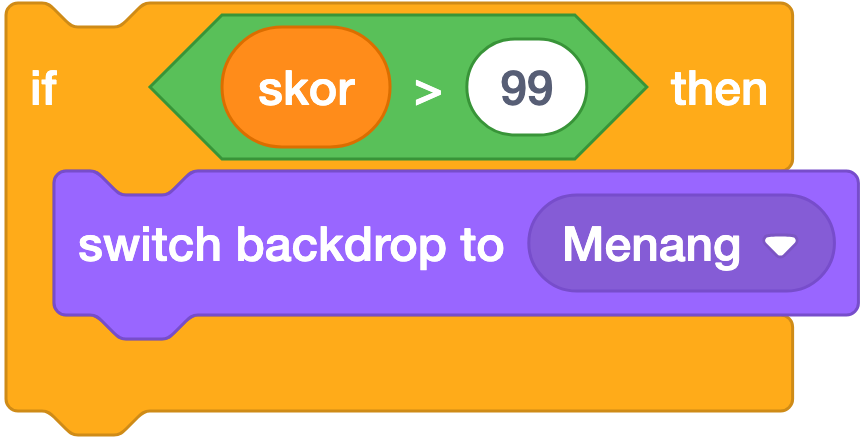 if skor > 99 then
switch backdrop to Menang